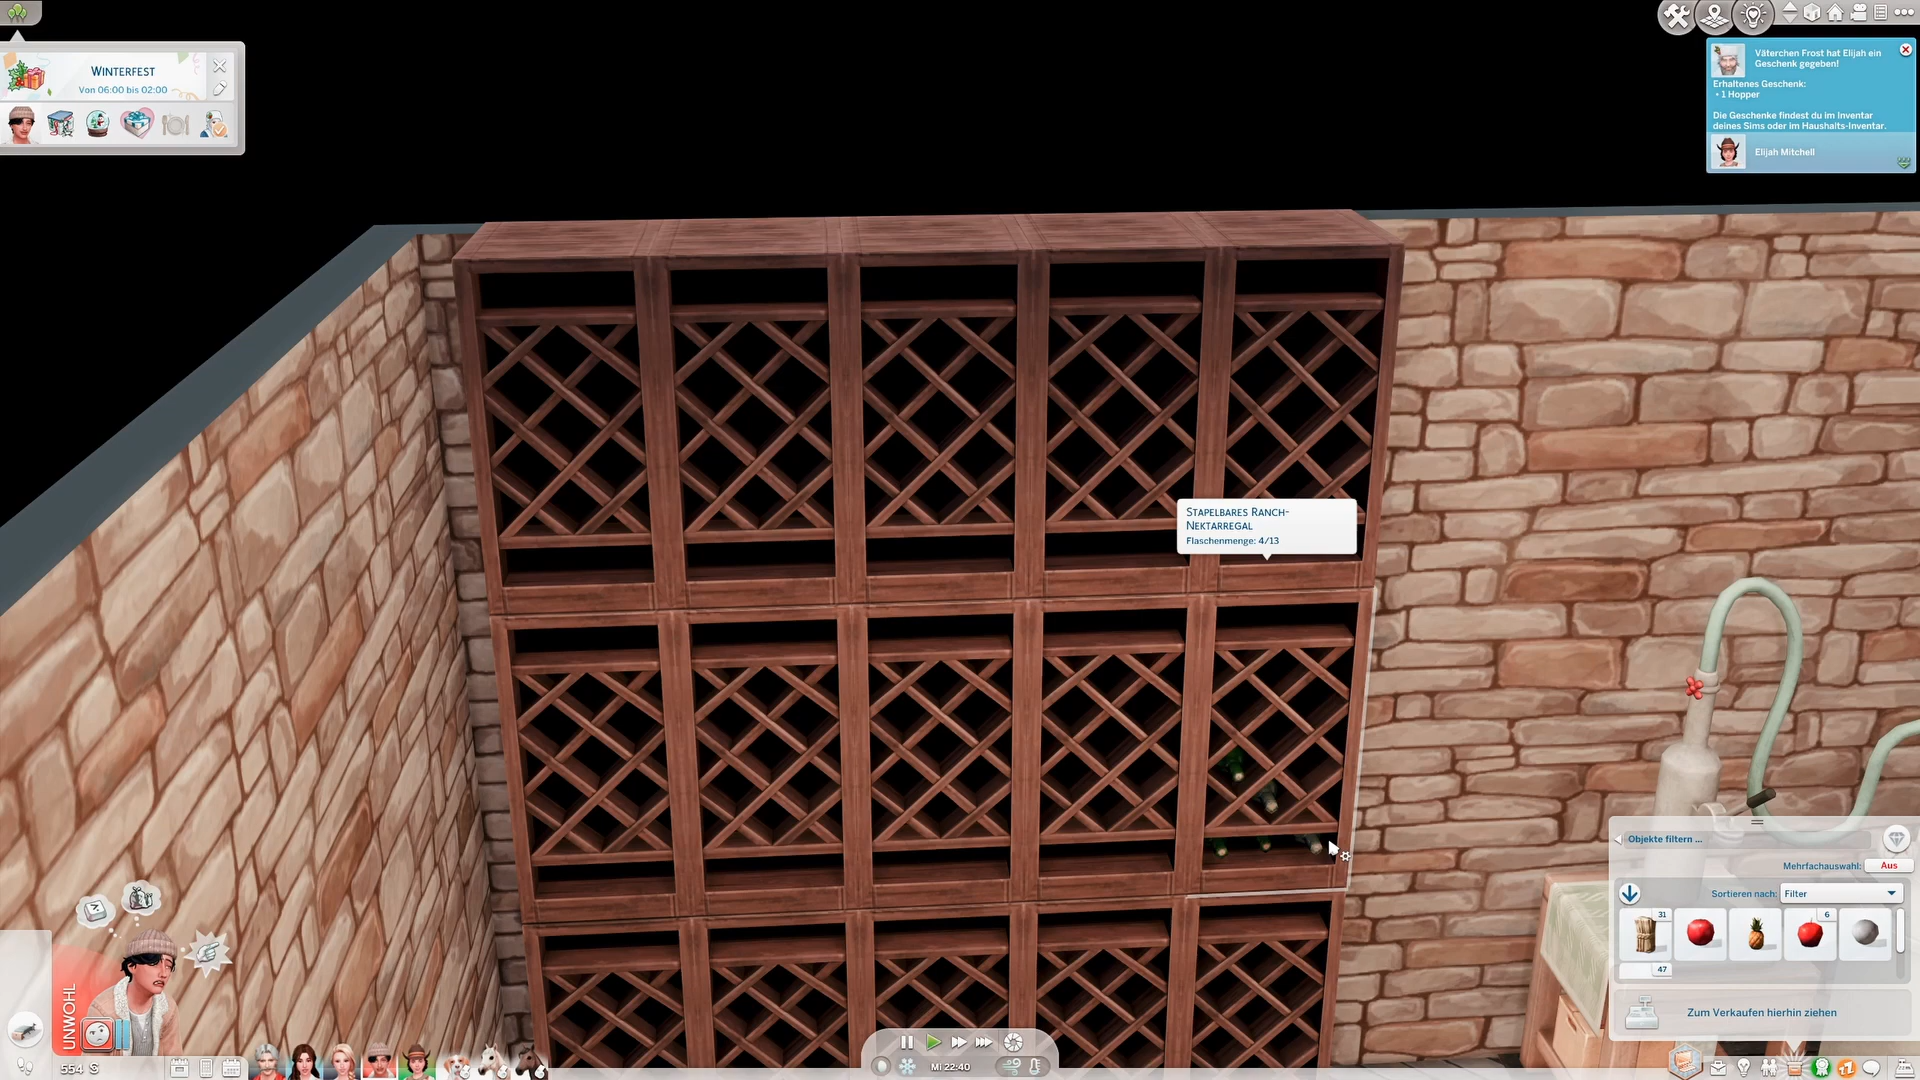 Winterfest
Von 06:00 bis 02:00
Väterchen Frost hat Elijah ein
Geschenk gegeben!
Erhaltenes Geschenk:
• 1 Hopper
Die Geschenke findest du im Inventar
deines Sims oder im Haushalts-Inventar.
Elijah Mitchell
Stapelbares Ranch-
Nektarregal
Flaschenmenge: 4/13
Objekte filtern ...
Mehrfachauswahl: Aus
Sortieren nach: Filter
31
6
47
Zum Verkaufen hierhin ziehen
UNWOHL
554 S
Mi 22:40